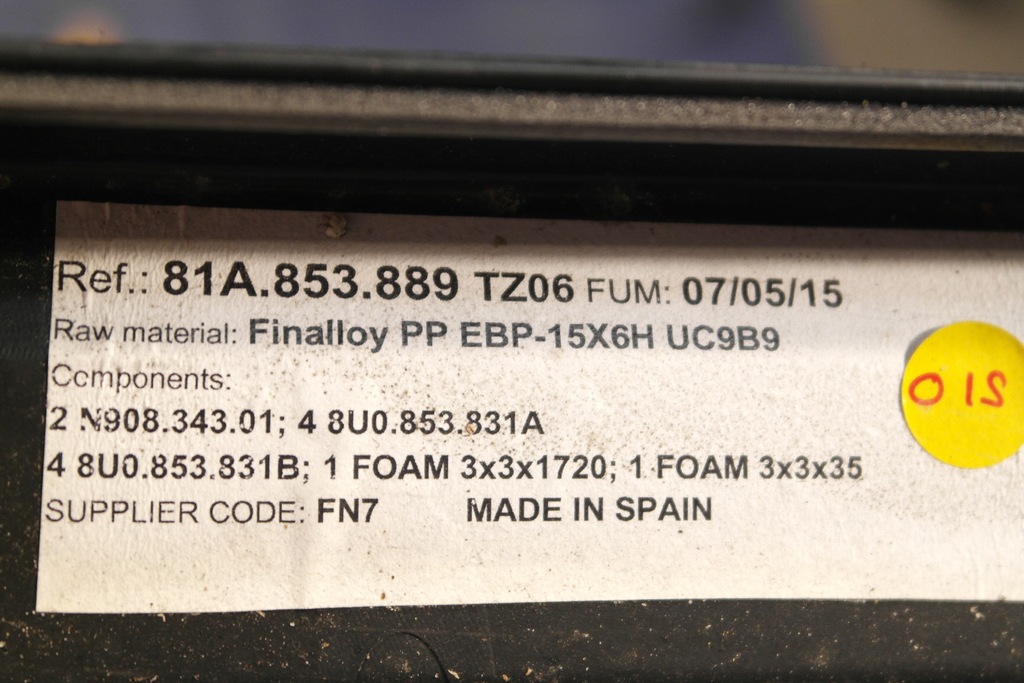 Ref.: 81A.853.889 TZ06 FUM: 07/05/15
Raw material: Finalloy PP EBP-15X6H UC9B9
Components:
2 N908.343.01; 4 8U0.853.831A
4 8U0.853.831B; 1 FOAM 3x3x1720; 1 FOAM 3x3x35
SUPPLIER CODE: FN7 MADE IN SPAIN